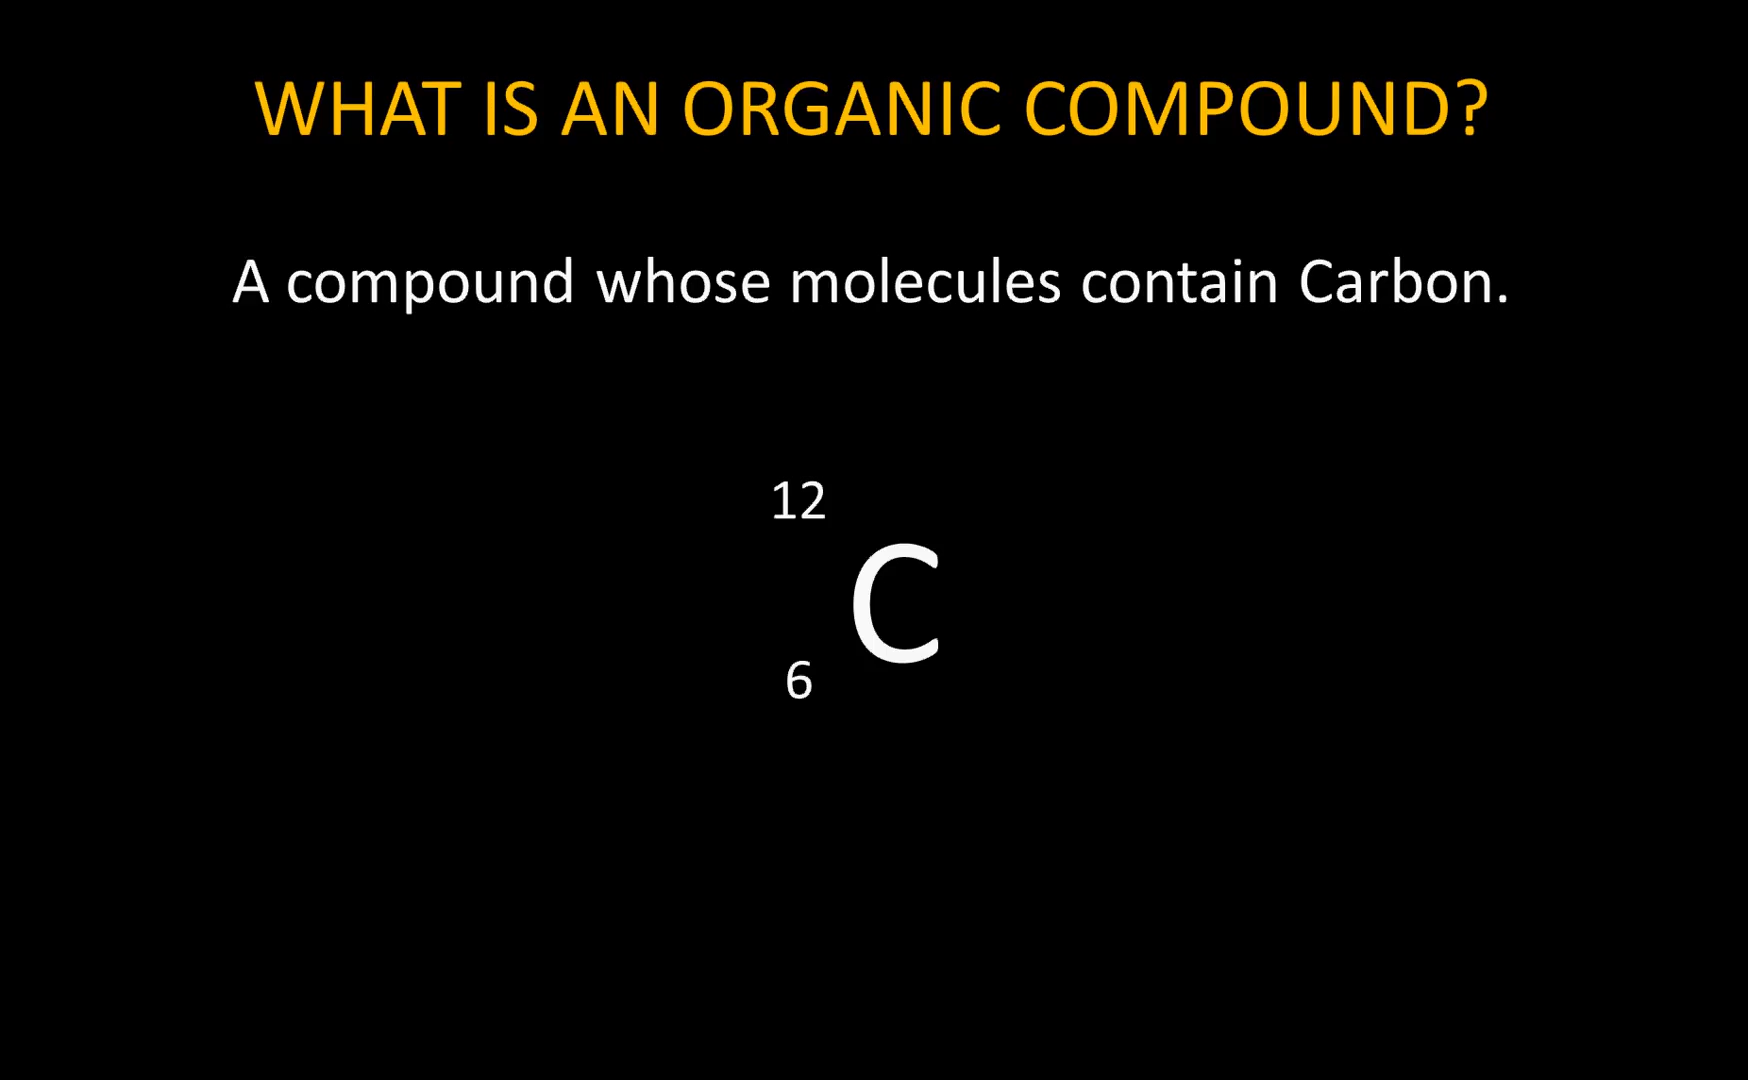 WHAT IS AN ORGANIC COMPOUND?
A compound whose molecules contain Carbon.
12
C
6